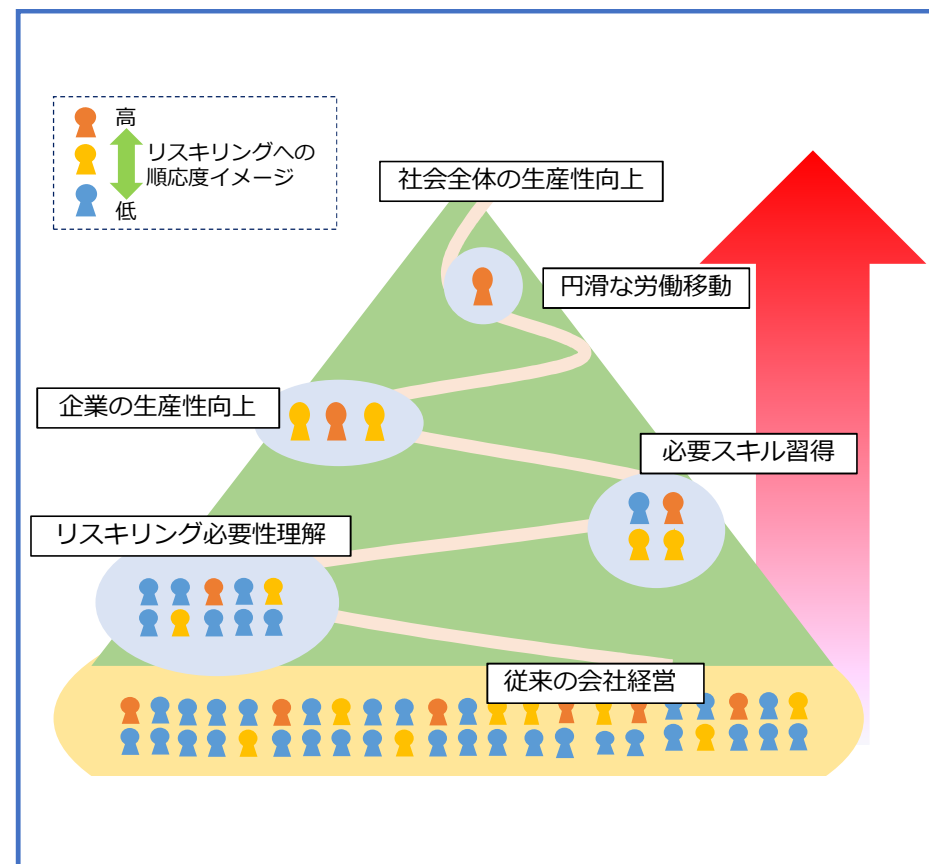 高
リスキリングへの
順応度イメージ
低
社会全体の生産性向上
円滑な労働移動
企業の生産性向上
必要スキル習得
リスキリング必要性理解
従来の会社経営